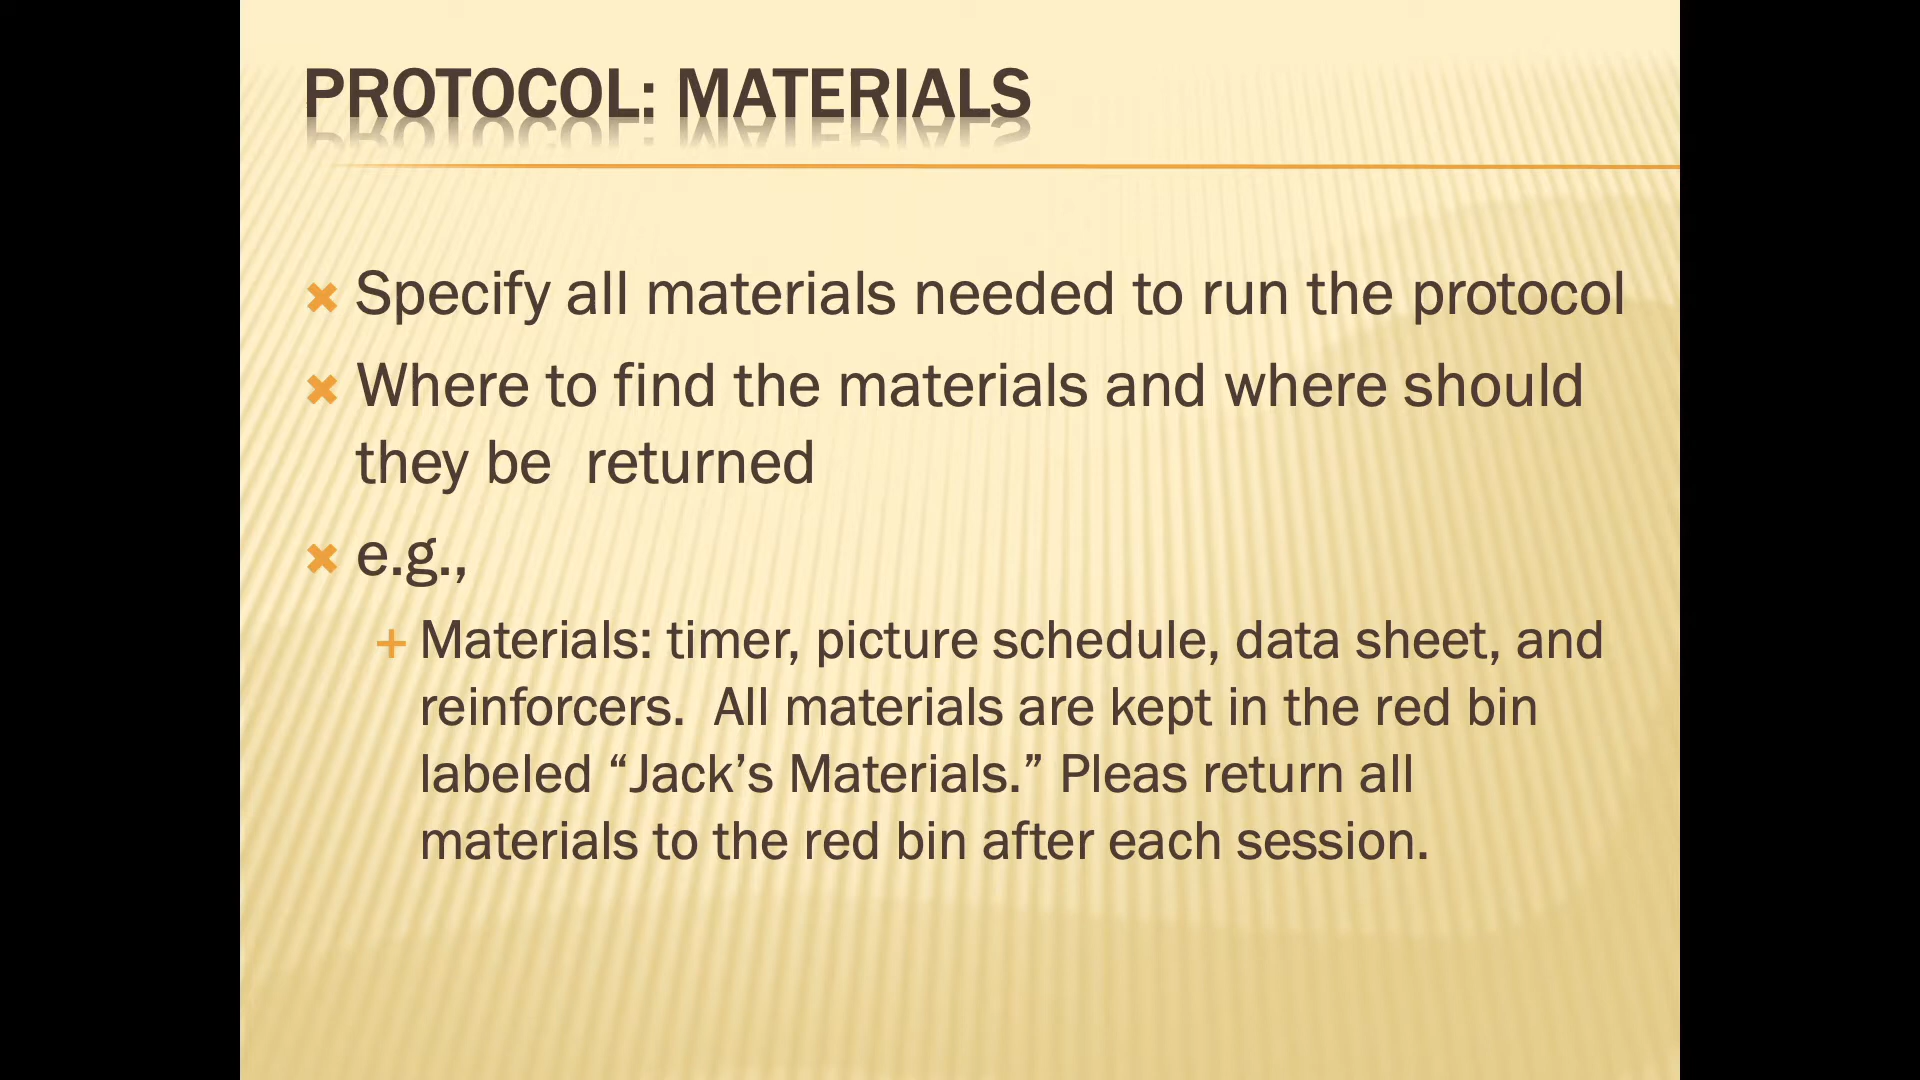 PROTOCOL: MATERIALS
Specify all materials needed to run the protocol
Where to find the materials and where should
they be  returned
e.g.,
Materials: timer, picture schedule, data sheet, and
reinforcers.  All materials are kept in the red bin
labeled “Jack’s Materials.” Pleas return all
materials to the red bin after each session.